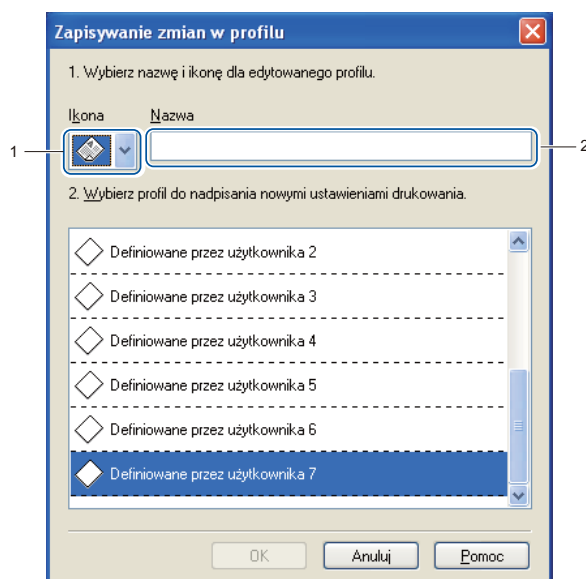 Zapisywanie zmian w profilu
1. Wybierz nazwę i ikonę dla edytowanego profilu.
Ikona Nazwa
1
2
2. Wybierz profil do nadpisania nowymi ustawieniami drukowania.
Definiowane przez użytkownika 2
Definiowane przez użytkownika 3
Definiowane przez użytkownika 4
Definiowane przez użytkownika 5
Definiowane przez użytkownika 6
Definiowane przez użytkownika 7
OK Anuluj Pomoc